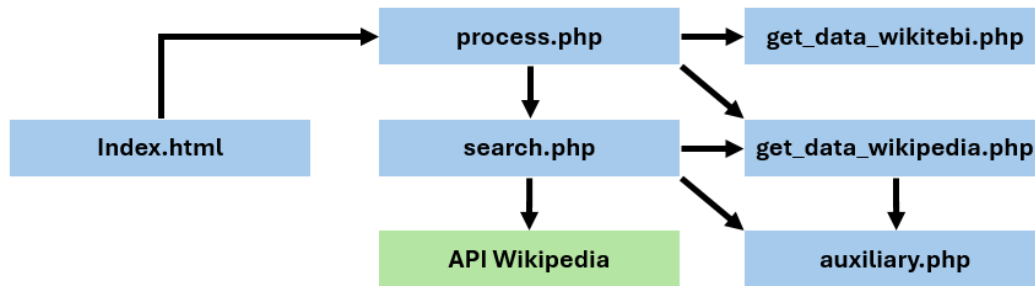 process.php
get_data_wikitebi.php
Index.html
search.php
get_data_wikipedia.php
API Wikipedia
auxiliary.php